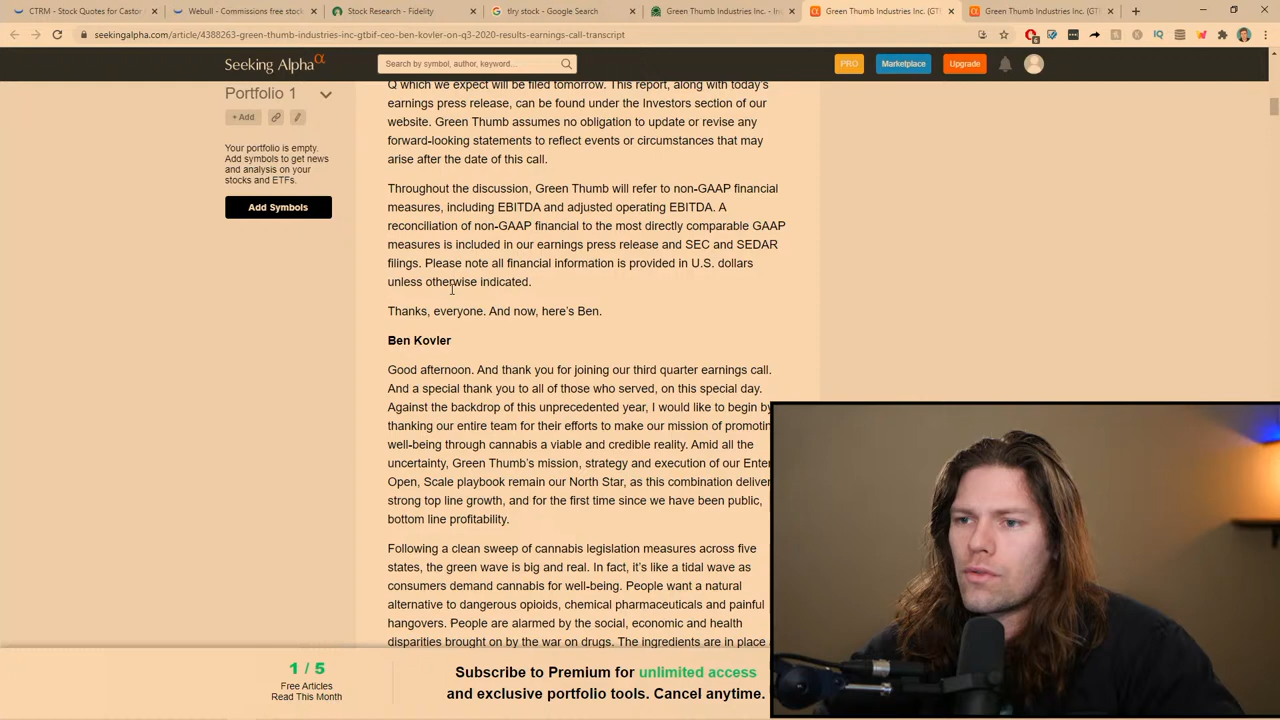 CTRM - Stock Quotes for Castor
Webull - Commissions free stock
Stock Research - Fidelity
tlry stock - Google Search
Green Thumb Industries Inc. - In
Green Thumb Industries Inc. (GT
Green Thumb Industries Inc. (GT
seekingalpha.com/article/4388263-green-thumb-industries-inc-gtbif-ceo-ben-kovler-on-q3-2020-results-earnings-call-transcript
Seeking Alpha α
Search by symbol, author, keyword...
PRO
Marketplace
Upgrade
Portfolio 1
+ Add
Your portfolio is empty.
Add symbols to get news
and analysis on your
stocks and ETFs.
Add Symbols
Q which we expect will be filed tomorrow. This report, along with today's
earnings press release, can be found under the Investors section of our
website. Green Thumb assumes no obligation to update or revise any
forward-looking statements to reflect events or circumstances that may
arise after the date of this call.
Throughout the discussion, Green Thumb will refer to non-GAAP financial
measures, including EBITDA and adjusted operating EBITDA. A
reconciliation of non-GAAP financial to the most directly comparable GAAP
measures is included in our earnings press release and SEC and SEDAR
filings. Please note all financial information is provided in U.S. dollars
unless otherwise indicated.
Thanks, everyone. And now, here's Ben.
Ben Kovler
Good afternoon. And thank you for joining our third quarter earnings call.
And a special thank you to all of those who served, on this special day.
Against the backdrop of this unprecedented year, I would like to begin by
thanking our entire team for their efforts to make our mission of promotin
well-being through cannabis a viable and credible reality. Amid all the
uncertainty, Green Thumb's mission, strategy and execution of our Enter
Open, Scale playbook remain our North Star, as this combination deliver
strong top line growth, and for the first time since we have been public,
bottom line profitability.
Following a clean sweep of cannabis legislation measures across five
states, the green wave is big and real. In fact, it's like a tidal wave as
consumers demand cannabis for well-being. People want a natural
alternative to dangerous opioids, chemical pharmaceuticals and painful
hangovers. People are alarmed by the social, economic and health
disparities brought on by the war on drugs. The ingredients are in place
1 / 5
Free Articles
Read This Month
Subscribe to Premium for unlimited access
and exclusive portfolio tools. Cancel anytime.